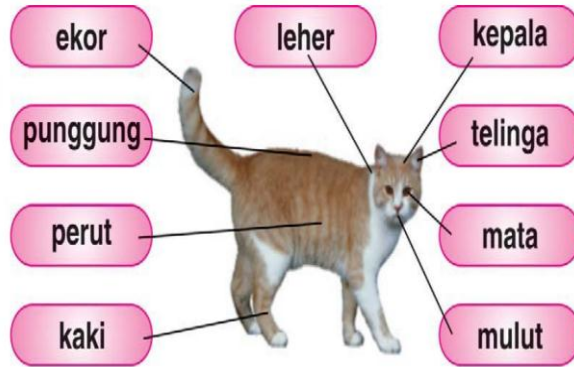 ekor
leher
kepala
punggung
telinga
perut
mata
kaki
mulut